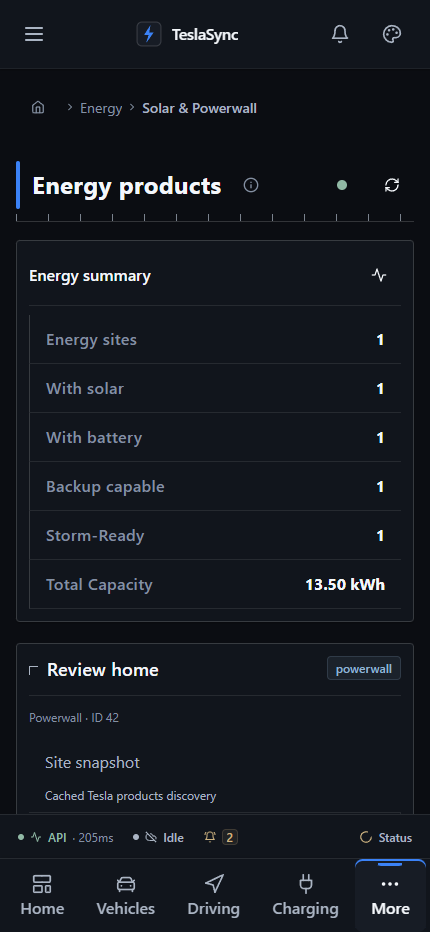 TeslaSync
Energy > Solar & Powerwall
Energy products
Energy summary
Energy sites 1
With solar 1
With battery 1
Backup capable 1
Storm-Ready 1
Total Capacity 13.50 kWh
Review home powerwall
Powerwall · ID 42
Site snapshot
Cached Tesla products discovery
API · 205ms Idle 2 Status
Home Vehicles Driving Charging More